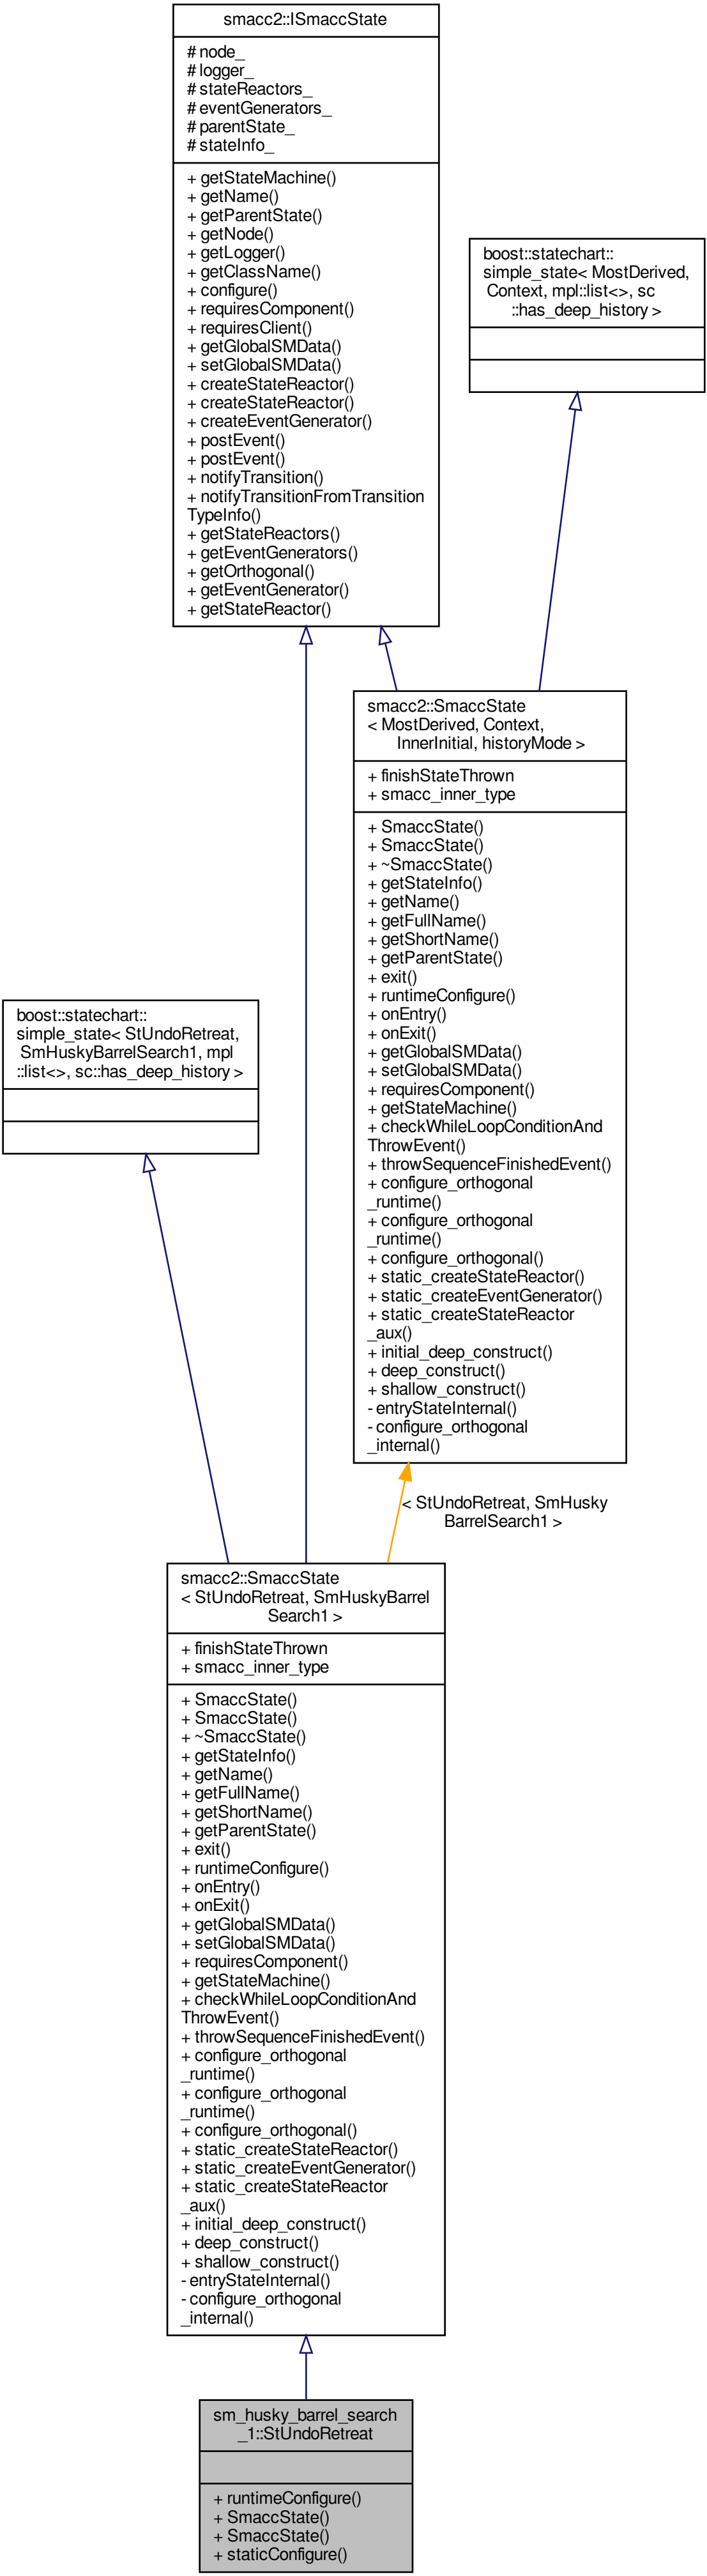 smacc2::ISmaccState
# node_
# logger_
# stateReactors_
# eventGenerators_
# parentState_
# stateInfo_
+ getStateMachine()
+ getName()
+ getParentState()
+ getNode()
+ getLogger()
+ getClassName()
+ configure()
+ requiresComponent()
+ requiresClient()
+ getGlobalSMData()
+ setGlobalSMData()
+ createStateReactor()
+ createStateReactor()
+ createEventGenerator()
+ postEvent()
+ postEvent()
+ notifyTransition()
+ notifyTransitionFromTransition
TypeInfo()
+ getStateReactors()
+ getEventGenerators()
+ getOrthogonal()
+ getEventGenerator()
+ getStateReactor()
boost::statechart::
simple_state< MostDerived,
Context, mpl::list<>, sc
::has_deep_history >
smacc2::SmaccState
< MostDerived, Context,
InnerInitial, historyMode >
+ finishStateThrown
+ smacc_inner_type
+ SmaccState()
+ SmaccState()
+ ~SmaccState()
+ getStateInfo()
+ getName()
+ getFullName()
+ getShortName()
+ getParentState()
+ exit()
+ runtimeConfigure()
+ onEntry()
+ onExit()
+ getGlobalSMData()
+ setGlobalSMData()
+ requiresComponent()
+ getStateMachine()
+ checkWhileLoopConditionAnd
ThrowEvent()
+ throwSequenceFinishedEvent()
+ configure_orthogonal
_runtime()
+ configure_orthogonal
_runtime()
+ configure_orthogonal()
+ static_createStateReactor()
+ static_createEventGenerator()
+ static_createStateReactor
_aux()
+ initial_deep_construct()
+ deep_construct()
+ shallow_construct()
- entryStateInternal()
- configure_orthogonal
_internal()
boost::statechart::
simple_state< StUndoRetreat,
SmHuskyBarrelSearch1, mpl
::list<>, sc::has_deep_history >
< StUndoRetreat, SmHusky
BarrelSearch1 >
smacc2::SmaccState
< StUndoRetreat, SmHuskyBarrel
Search1 >
+ finishStateThrown
+ smacc_inner_type
+ SmaccState()
+ SmaccState()
+ ~SmaccState()
+ getStateInfo()
+ getName()
+ getFullName()
+ getShortName()
+ getParentState()
+ exit()
+ runtimeConfigure()
+ onEntry()
+ onExit()
+ getGlobalSMData()
+ setGlobalSMData()
+ requiresComponent()
+ getStateMachine()
+ checkWhileLoopConditionAnd
ThrowEvent()
+ throwSequenceFinishedEvent()
+ configure_orthogonal
_runtime()
+ configure_orthogonal
_runtime()
+ configure_orthogonal()
+ static_createStateReactor()
+ static_createEventGenerator()
+ static_createStateReactor
_aux()
+ initial_deep_construct()
+ deep_construct()
+ shallow_construct()
- entryStateInternal()
- configure_orthogonal
_internal()
sm_husky_barrel_search
_1::StUndoRetreat
+ runtimeConfigure()
+ SmaccState()
+ SmaccState()
+ staticConfigure()